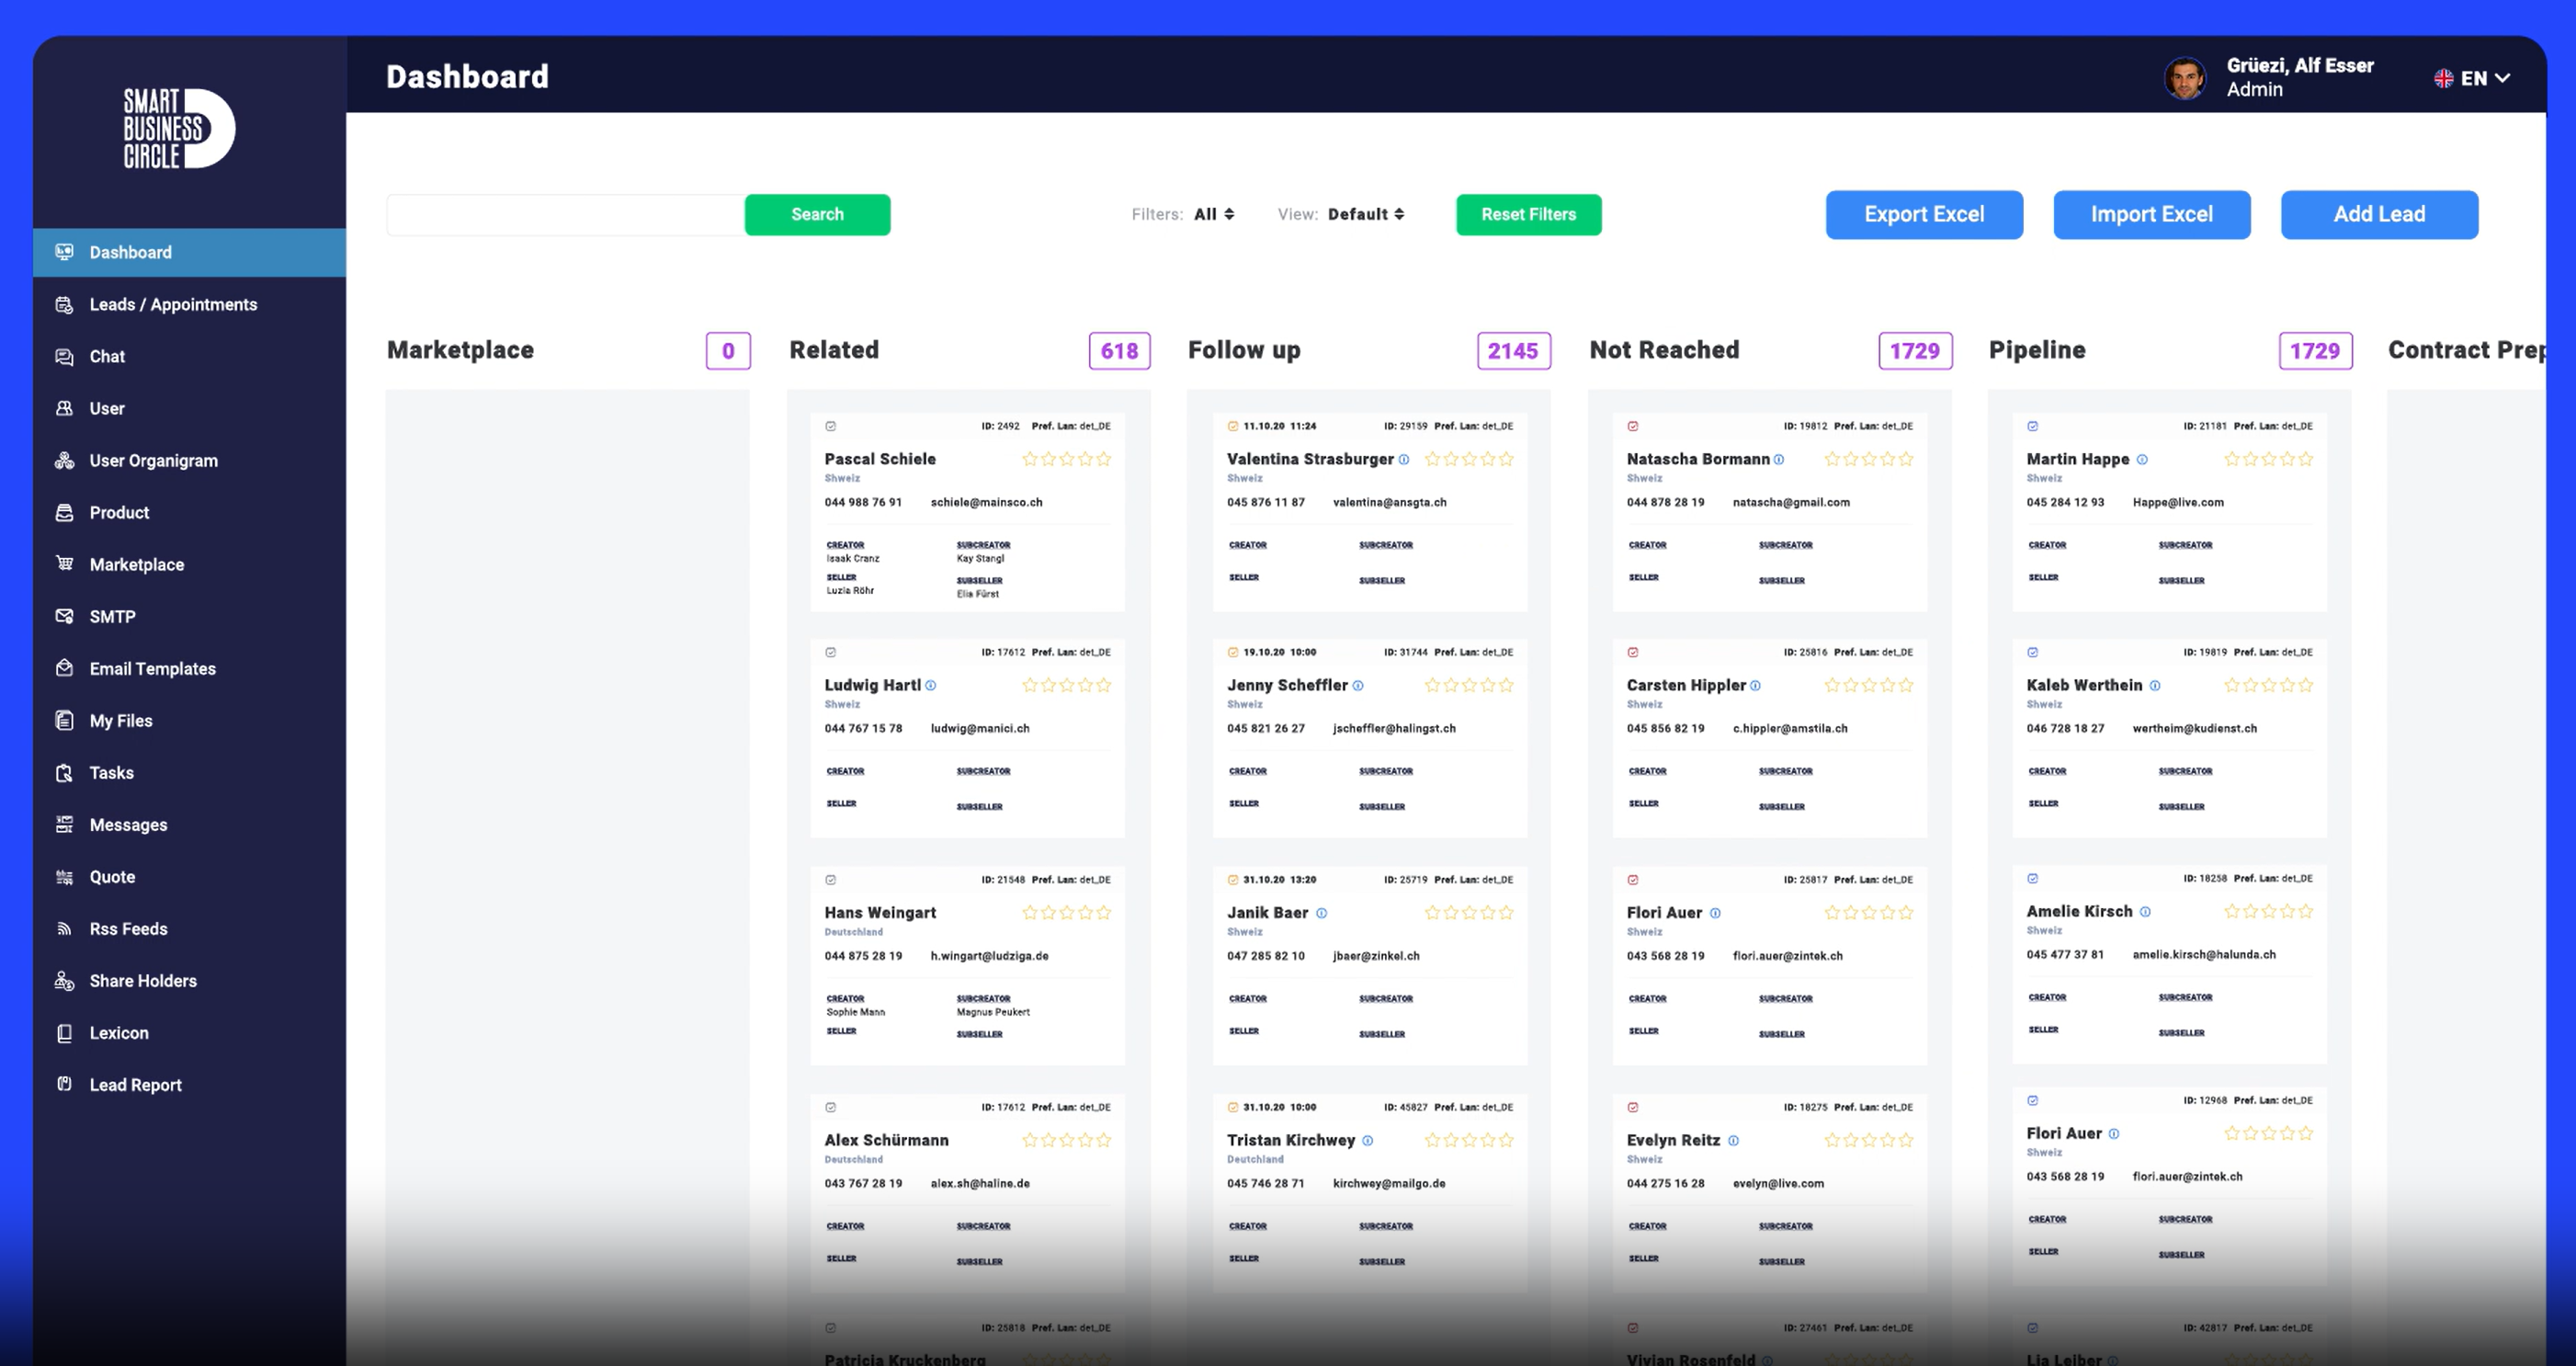 SMART
BUSINESS
CIRCLE
Dashboard
Grüezi, Alf Esser
Admin
EN
Dashboard
Leads / Appointments
Chat
User
User Organigram
Product
Marketplace
SMTP
Email Templates
My Files
Tasks
Messages
Quote
Rss Feeds
Share Holders
Lexicon
Lead Report
Search
Filters: All
View: Default
Reset Filters
Export Excel
Import Excel
Add Lead
Marketplace 0
Related 618
ID: 2492 Pref. Lan: det_DE
Pascal Schiele
Shweiz
044 988 76 91 schiele@mainsco.ch
CREATOR SUBCREATOR
Isaak Cranz Kay Stangl
SELLER SUBSELLER
Luzia Röhr Elia Fürst
ID: 17612 Pref. Lan: det_DE
Ludwig Hartl
Shweiz
044 767 15 78 ludwig@manici.ch
CREATOR SUBCREATOR
SELLER SUBSELLER
ID: 21548 Pref. Lan: det_DE
Hans Weingart
Deutschland
044 875 28 19 h.wingart@ludziga.de
CREATOR SUBCREATOR
Sophie Mann Magnus Peukert
SELLER SUBSELLER
ID: 17612 Pref. Lan: det_DE
Alex Schürmann
Deutschland
043 767 28 19 alex.sh@haline.de
CREATOR SUBCREATOR
SELLER SUBSELLER
ID: 25818 Pref. Lan: det_DE
Patricia Kruckenberg
Follow up 2145
11.10.20 11:24 ID: 29159 Pref. Lan: det_DE
Valentina Strasburger
Shweiz
045 876 11 87 valentina@ansgta.ch
CREATOR SUBCREATOR
SELLER SUBSELLER
19.10.20 10:00 ID: 31744 Pref. Lan: det_DE
Jenny Scheffler
Shweiz
045 821 26 27 jscheffler@halingst.ch
CREATOR SUBCREATOR
SELLER SUBSELLER
31.10.20 13:20 ID: 25719 Pref. Lan: det_DE
Janik Baer
Shweiz
047 285 82 10 jbaer@zinkel.ch
CREATOR SUBCREATOR
SELLER SUBSELLER
31.10.20 10:00 ID: 45827 Pref. Lan: det_DE
Tristan Kirchwey
Deutchland
045 746 28 71 kirchwey@mailgo.de
CREATOR SUBCREATOR
SELLER SUBSELLER
Not Reached 1729
ID: 19812 Pref. Lan: det_DE
Natascha Bormann
Shweiz
044 878 28 19 natascha@gmail.com
CREATOR SUBCREATOR
SELLER SUBSELLER
ID: 25816 Pref. Lan: det_DE
Carsten Hippler
Shweiz
045 856 82 19 c.hippler@amstila.ch
CREATOR SUBCREATOR
SELLER SUBSELLER
ID: 25817 Pref. Lan: det_DE
Flori Auer
Shweiz
043 568 28 19 flori.auer@zintek.ch
CREATOR SUBCREATOR
SELLER SUBSELLER
ID: 18275 Pref. Lan: det_DE
Evelyn Reitz
Shweiz
044 275 16 28 evelyn@live.com
CREATOR SUBCREATOR
SELLER SUBSELLER
ID: 27461 Pref. Lan: det_DE
Vivian Rosenfeld
Pipeline 1729
ID: 21181 Pref. Lan: det_DE
Martin Happe
Shweiz
045 284 12 93 Happe@live.com
CREATOR SUBCREATOR
SELLER SUBSELLER
ID: 19819 Pref. Lan: det_DE
Kaleb Werthein
Shweiz
046 728 18 27 wertheim@kudienst.ch
CREATOR SUBCREATOR
SELLER SUBSELLER
ID: 18258 Pref. Lan: det_DE
Amelie Kirsch
Shweiz
045 477 37 81 amelie.kirsch@halunda.ch
CREATOR SUBCREATOR
SELLER SUBSELLER
ID: 12968 Pref. Lan: det_DE
Flori Auer
Shweiz
043 568 28 19 flori.auer@zintek.ch
CREATOR SUBCREATOR
SELLER SUBSELLER
ID: 42817 Pref. Lan: det_DE
Lia Leiber
Contract Prep